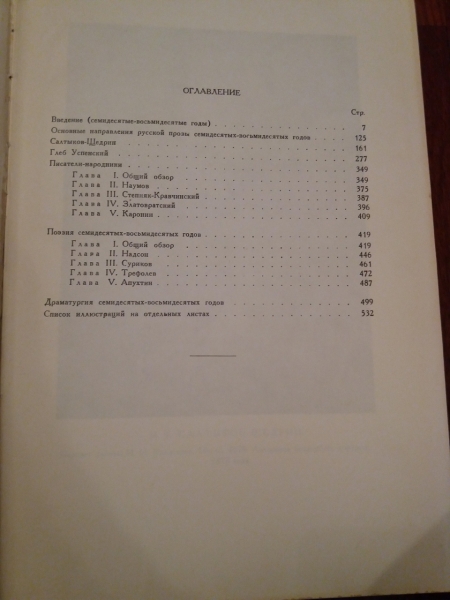 ОГЛАВЛЕНИЕ
Стр.
Введение (семидесятые-восьмидесятые годы) . . . . . . . . . . . 7
Основные направления русской прозы семидесятых-восьмидесятых годов . . 125
Салтыков-Щедрин . . . . . . . . . . . . . . . . . . . . 161
Глеб Успенский . . . . . . . . . . . . . . . . . . . . 277
Писатели-народники . . . . . . . . . . . . . . . . . . . 349
Глава I. Общий обзор . . . . . . . . . . . . . . . . 349
Глава II. Наумов . . . . . . . . . . . . . . . . . . 375
Глава III. Степняк-Кравчинский . . . . . . . . . . . . . 387
Глава IV. Златовратский . . . . . . . . . . . . . . . 396
Глава V. Каронин . . . . . . . . . . . . . . . . . . 409
Поэзия семидесятых-восьмидесятых годов . . . . . . . . . . . . 419
Глава I. Общий обзор . . . . . . . . . . . . . . . . 419
Глава II. Надсон . . . . . . . . . . . . . . . . . . 446
Глава III. Суриков . . . . . . . . . . . . . . . . . 461
Глава IV. Трефолев . . . . . . . . . . . . . . . . . 472
Глава V. Апухтин . . . . . . . . . . . . . . . . . . 487
Драматургия семидесятых-восьмидесятых годов . . . . . . . . . . 499
Список иллюстраций на отдельных листах . . . . . . . . . . . . 532